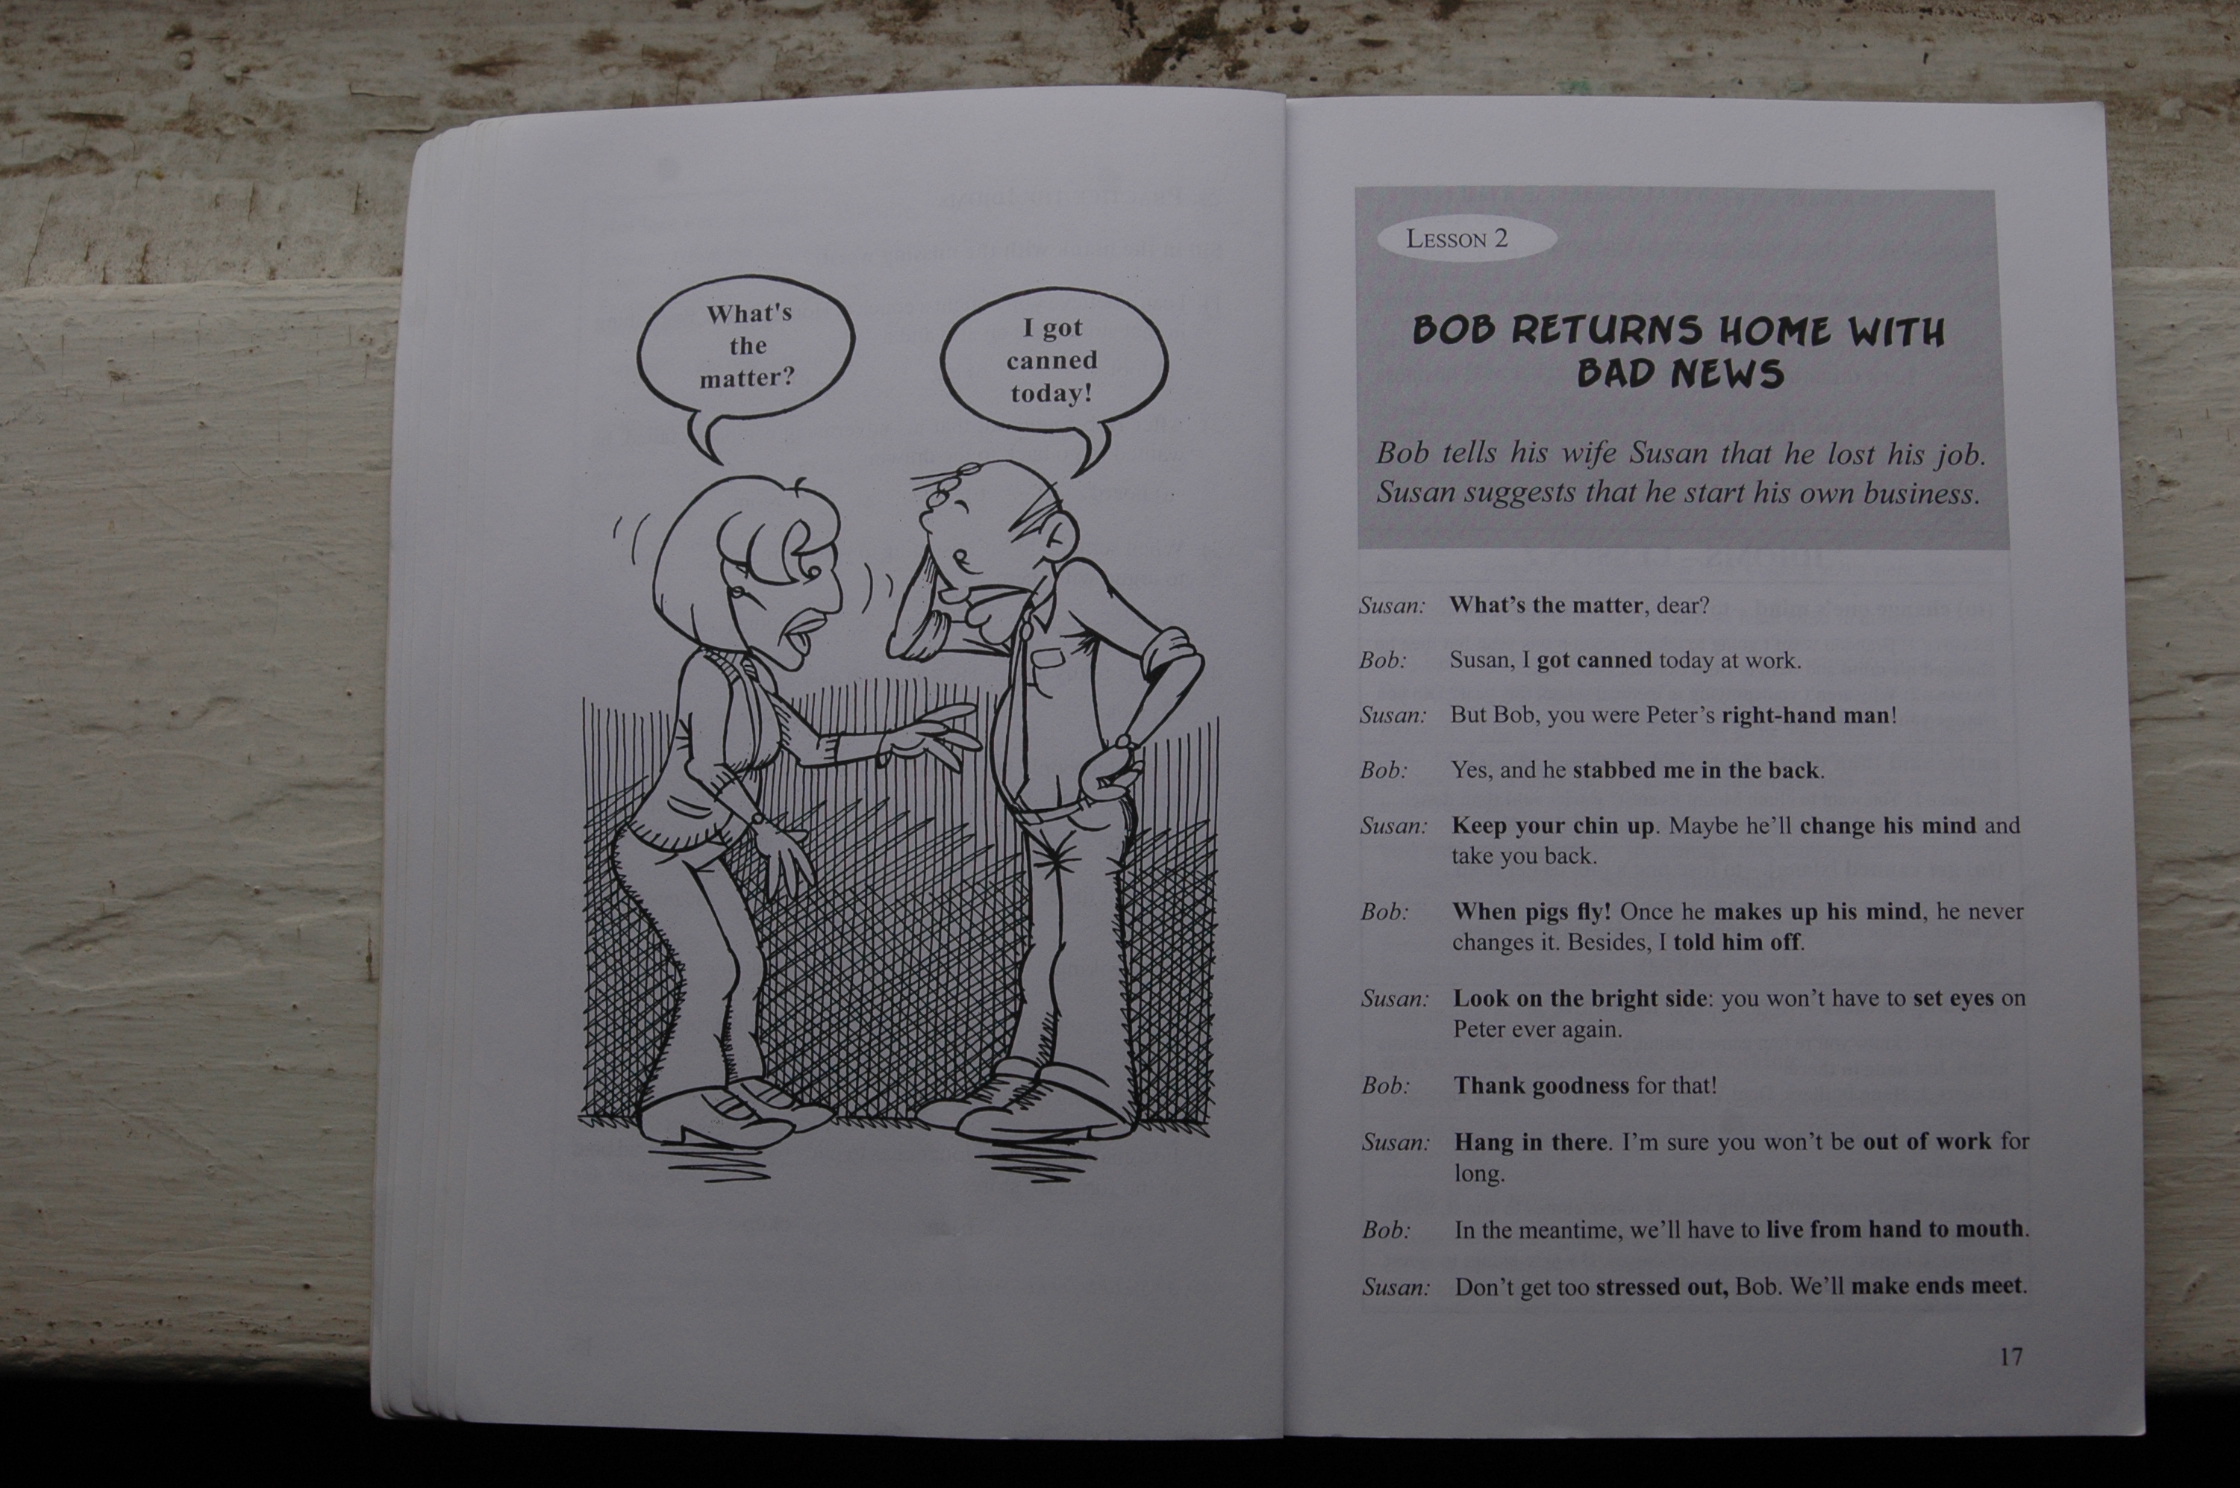 What's
the
matter?
I got
canned
today!
LESSON 2
BOB RETURNS HOME WITH
BAD NEWS
Bob tells his wife Susan that he lost his job.
Susan suggests that he start his own business.
Susan: What's the matter, dear?
Bob: Susan, I got canned today at work.
Susan: But Bob, you were Peter's right-hand man!
Bob: Yes, and he stabbed me in the back.
Susan: Keep your chin up. Maybe he'll change his mind and
take you back.
Bob: When pigs fly! Once he makes up his mind, he never
changes it. Besides, I told him off.
Susan: Look on the bright side: you won't have to set eyes on
Peter ever again.
Bob: Thank goodness for that!
Susan: Hang in there. I'm sure you won't be out of work for
long.
Bob: In the meantime, we'll have to live from hand to mouth.
Susan: Don't get too stressed out, Bob. We'll make ends meet.
17